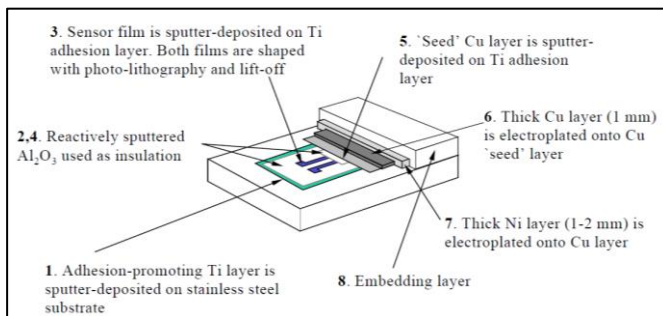 3. Sensor film is sputter-deposited on Ti
adhesion layer. Both films are shaped
with photo-lithography and lift-off
5. `Seed' Cu layer is sputter-
deposited on Ti adhesion
layer
2,4. Reactively sputtered
Al₂O₃ used as insulation
6. Thick Cu layer (1 mm)
is electroplated onto Cu
`seed' layer
7. Thick Ni layer (1-2 mm) is
electroplated onto Cu layer
1. Adhesion-promoting Ti layer is
sputter-deposited on stainless steel
substrate
8. Embedding layer